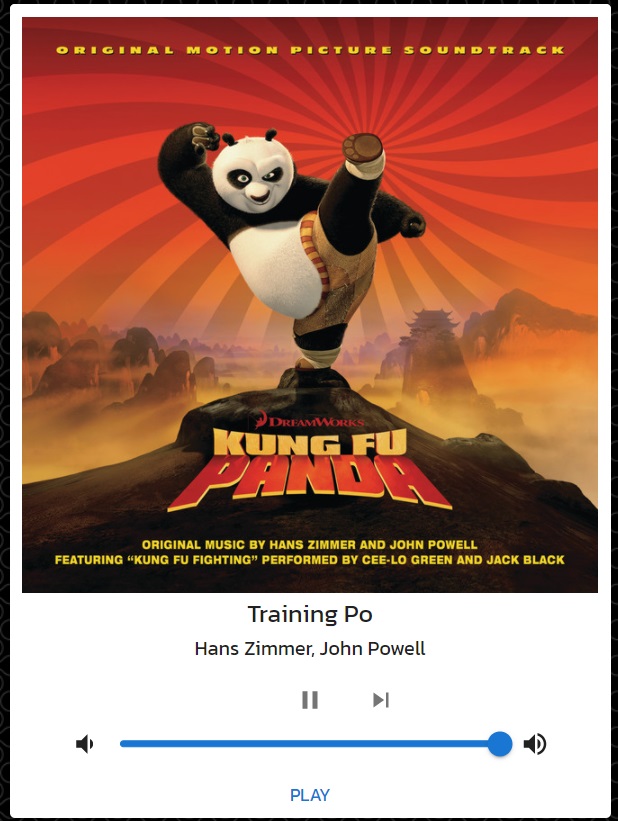 ORIGINAL MOTION PICTURE SOUNDTRACK
DREAMWORKS
KUNG FU
PANDA
ORIGINAL MUSIC BY HANS ZIMMER AND JOHN POWELL
FEATURING “KUNG FU FIGHTING” PERFORMED BY CEE-LO GREEN AND JACK BLACK
Training Po
Hans Zimmer, John Powell
PLAY